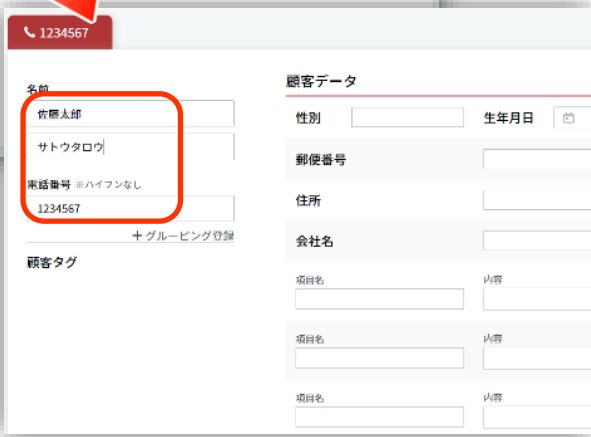 1234567
名前
佐藤太郎
サトウタロウ
電話番号 ※ハイフンなし
1234567
+ グルーピング登録
顧客タグ
顧客データ
性別
生年月日
郵便番号
住所
会社名
項目名 内容
項目名 内容
項目名 内容